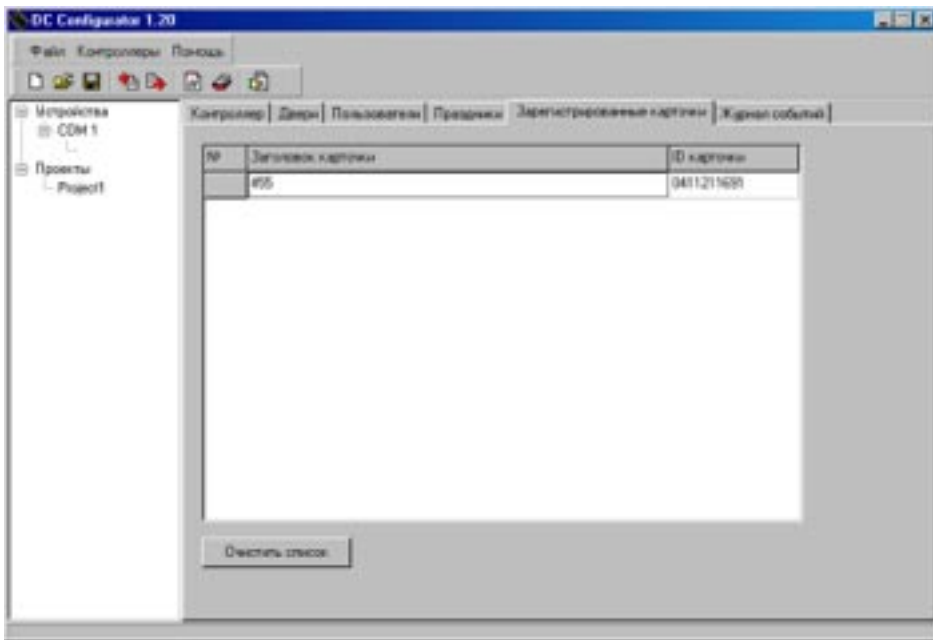 DC Configurator 1.20
Файл Контроллеры Помощь
Устройства
COM 1
Проекты
Project1
Контроллер Двери Пользователи Праздники Зарегистрированные карточки Журнал событий
№ Заголовок карточки ID карточки
#55 0411211691
Очистить список